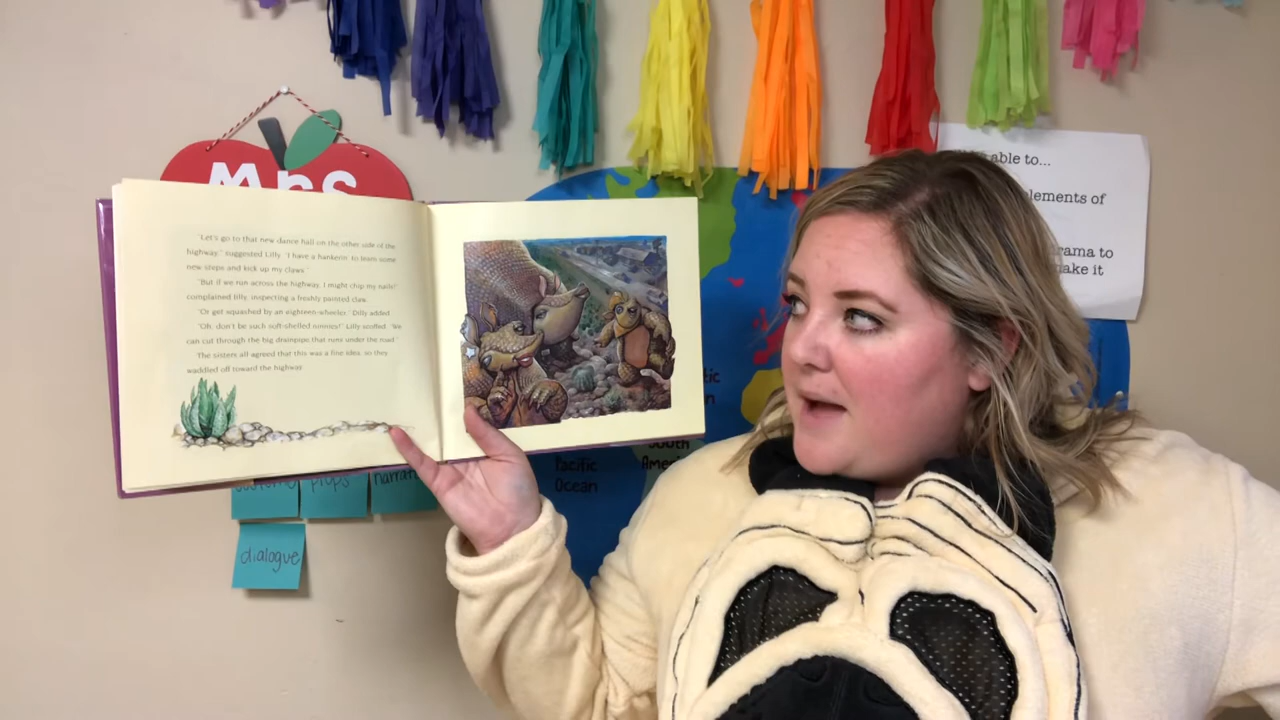 Mrs
able to...
elements of
drama to
make it
"Let's go to that new dance hall on the other side of the
highway," suggested Lilly. "I have a hankerin' to learn some
new steps and kick up my claws."
"But if we run across the highway, I might chip my nails!"
complained Jilly, inspecting a freshly painted claw.
"Or get squashed by an eighteen-wheeler," Dilly added.
"Oh, don't be such soft-shelled ninnies!" Lilly scoffed. "We
can cut through the big drainpipe that runs under the road."
The sisters all agreed that this was a fine idea, so they
waddled off toward the highway.
props
narrat
dialogue
Pacific
Ocean
South
Ameri